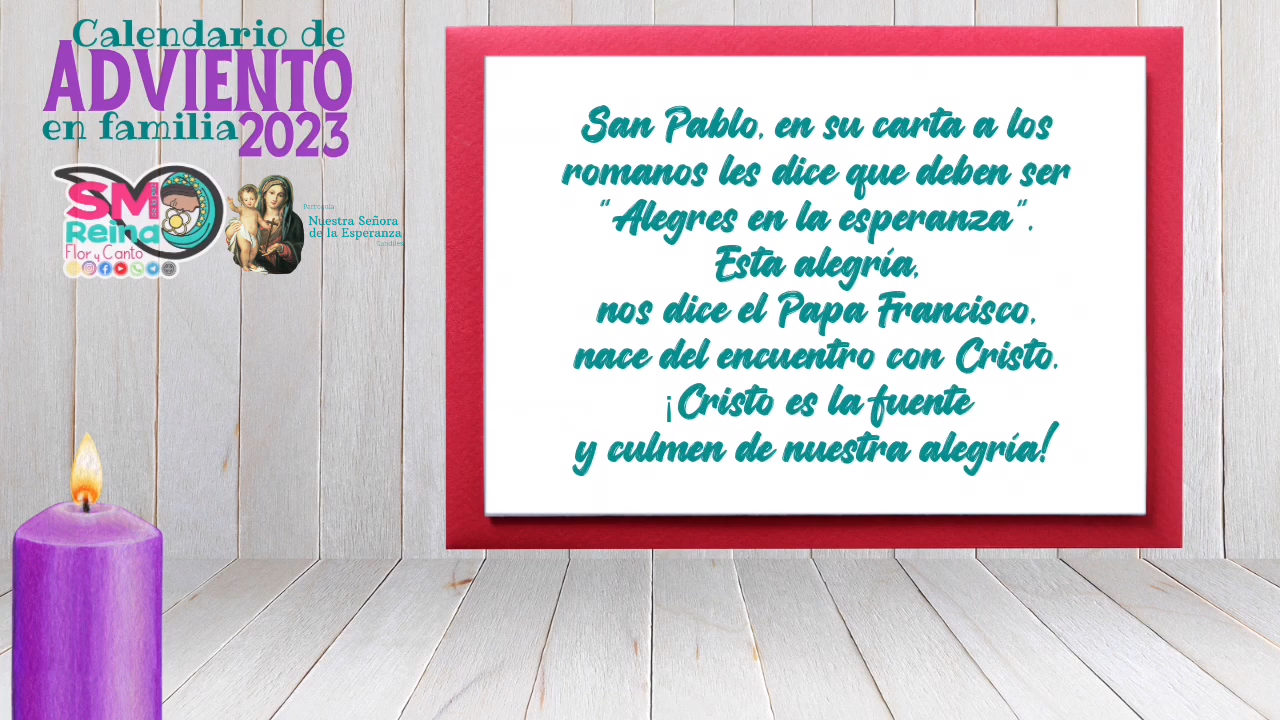 Calendario de
ADVIENTO
en familia
2023
SM
Reina
Flor y Canto
Parroquia
Nuestra Señora
de la Esperanza
San Pablo, en su carta a los
romanos les dice que deben ser
"Alegres en la esperanza".
Esta alegría,
nos dice el Papa Francisco,
nace del encuentro con Cristo.
¡Cristo es la fuente
y culmen de nuestra alegría!